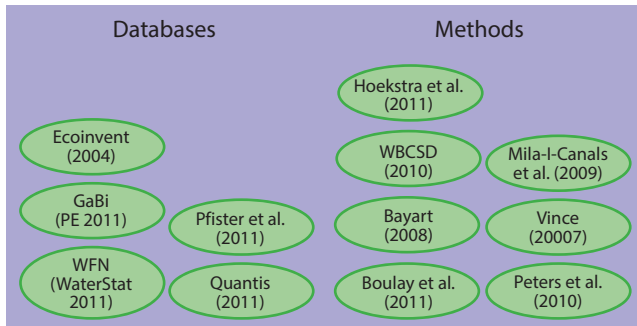 Databases
Methods
Ecoinvent
(2004)
GaBi
(PE 2011)
WFN
(WaterStat
2011)
Pfister et al.
(2011)
Quantis
(2011)
Hoekstra et al.
(2011)
WBCSD
(2010)
Bayart
(2008)
Boulay et al.
(2011)
Mila-I-Canals
et al. (2009)
Vince
(20007)
Peters et al.
(2010)